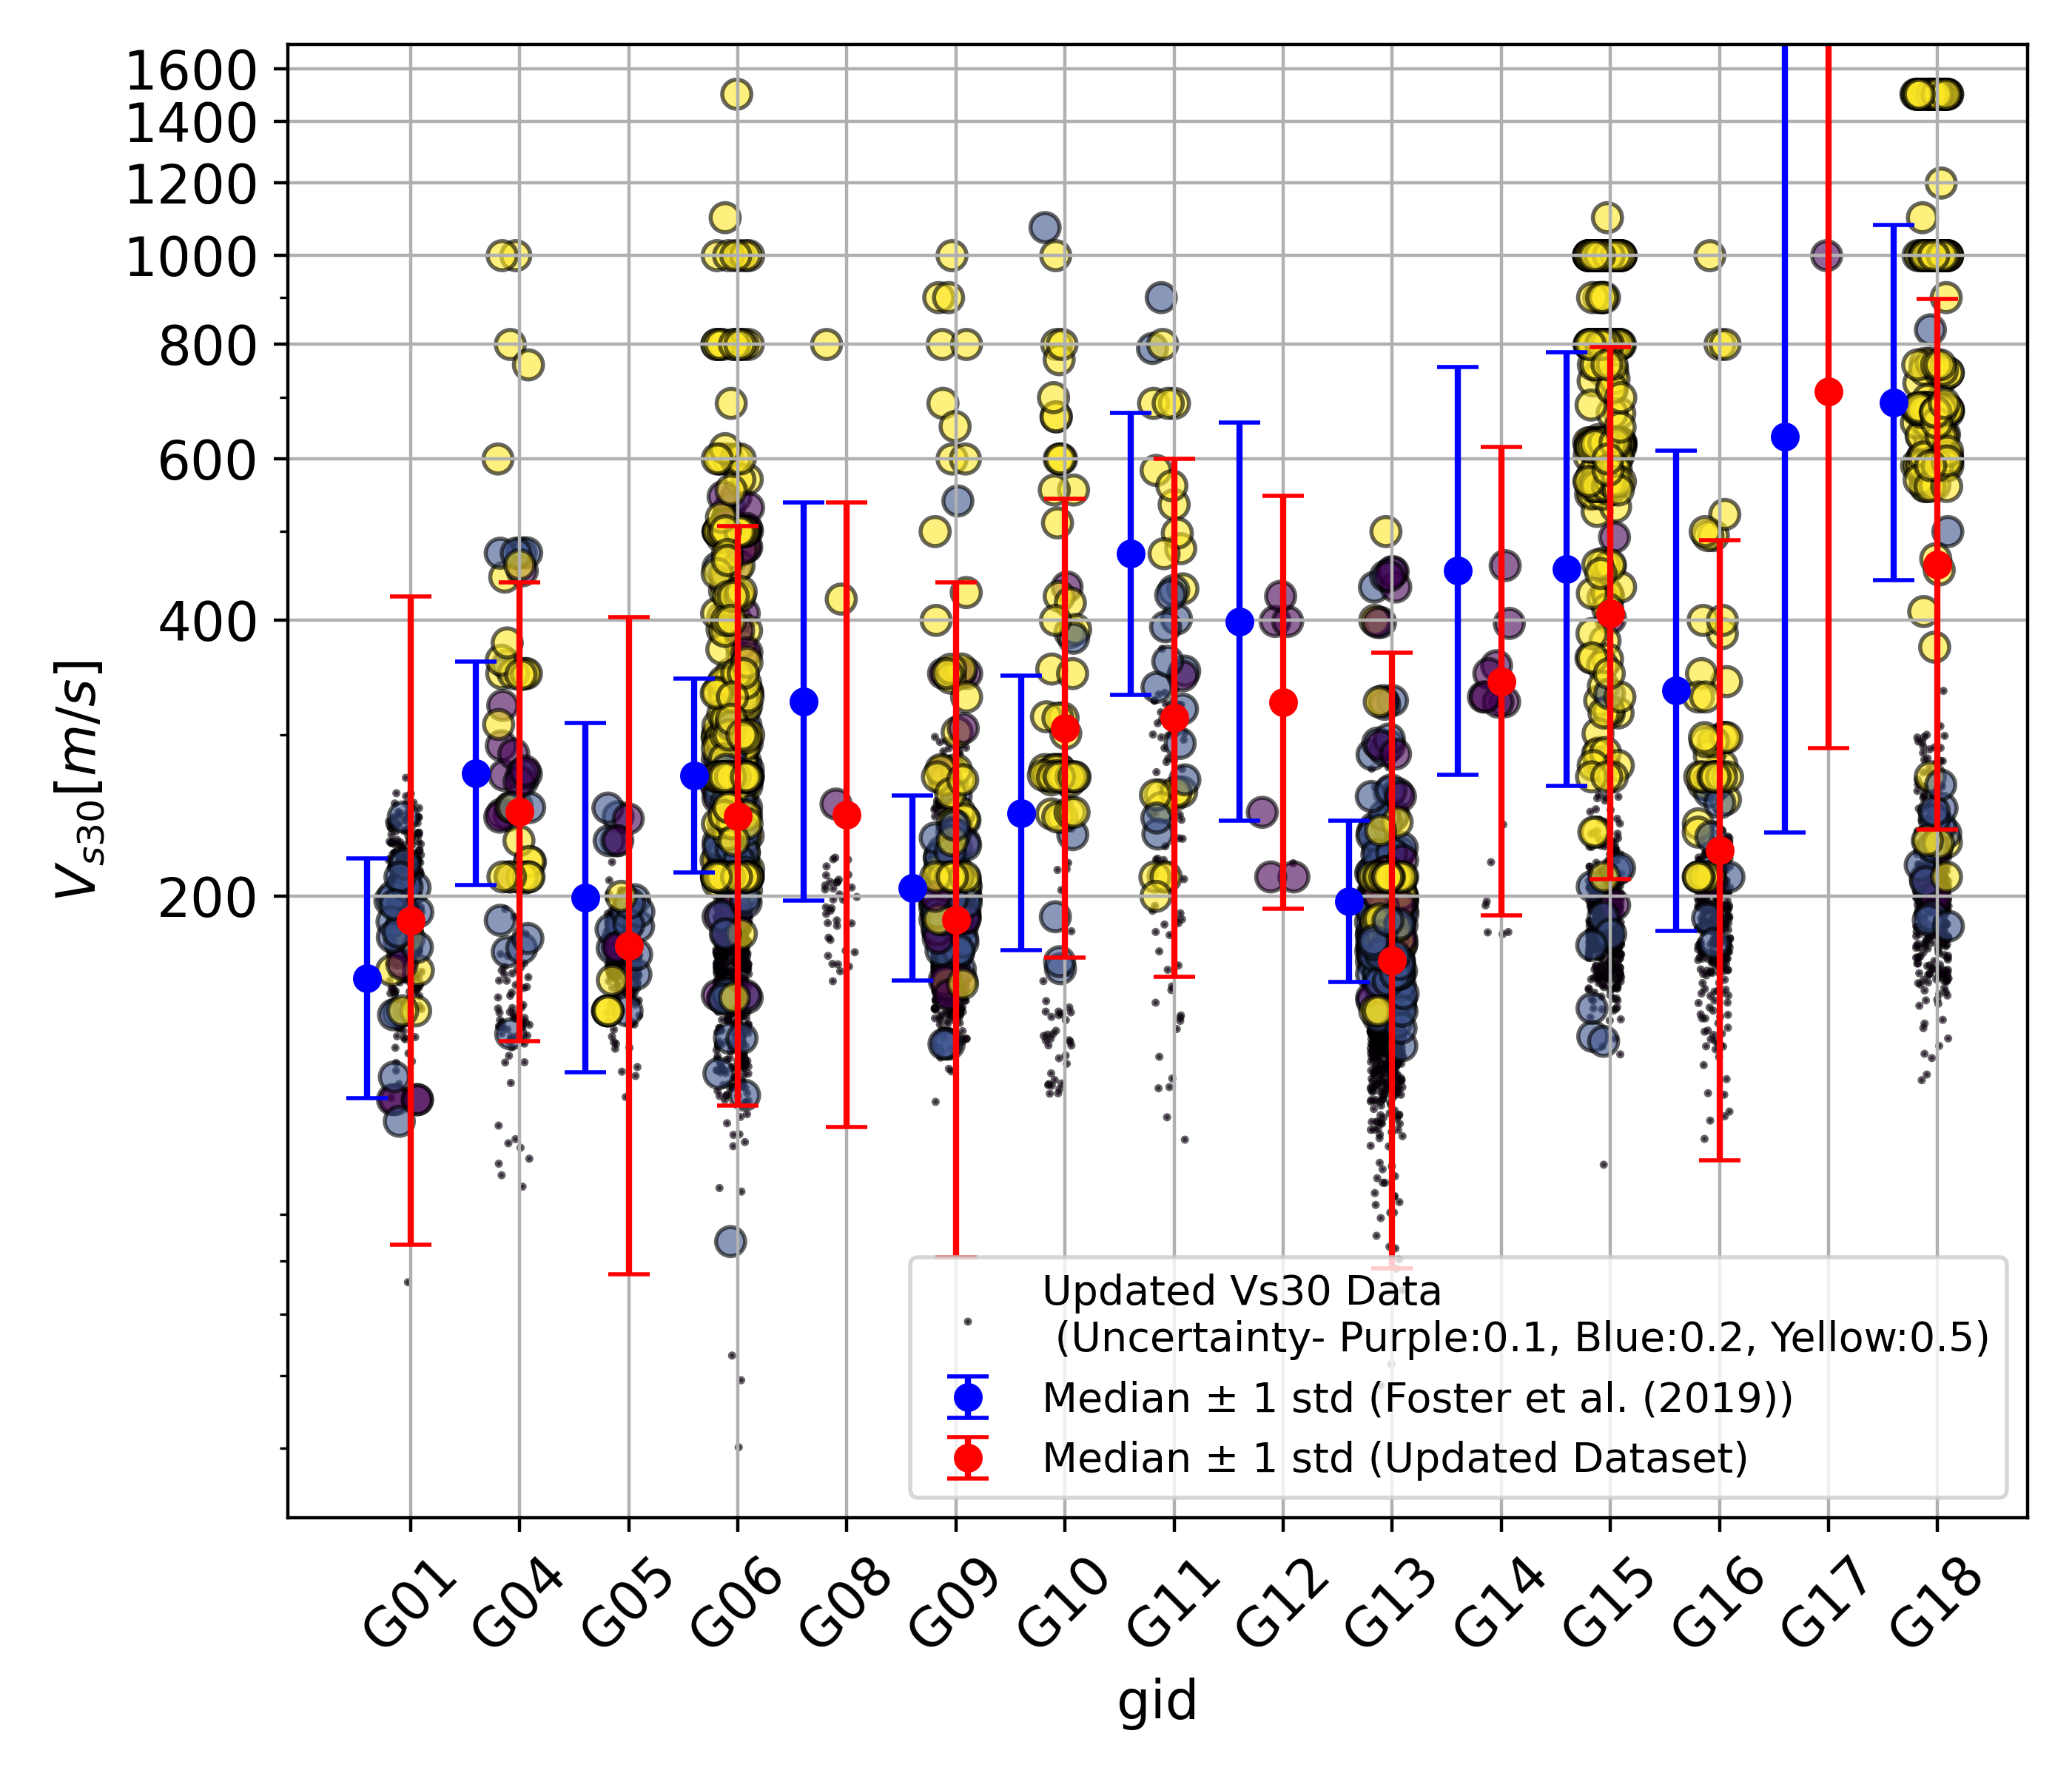 1600
1400
1200
1000
800
600
400
200
V_s30[m/s]
Updated Vs30 Data
(Uncertainty- Purple:0.1, Blue:0.2, Yellow:0.5)
Median ± 1 std (Foster et al. (2019))
Median ± 1 std (Updated Dataset)
G01 G04 G05 G06 G08 G09 G10 G11 G12 G13 G14 G15 G16 G17 G18
gid